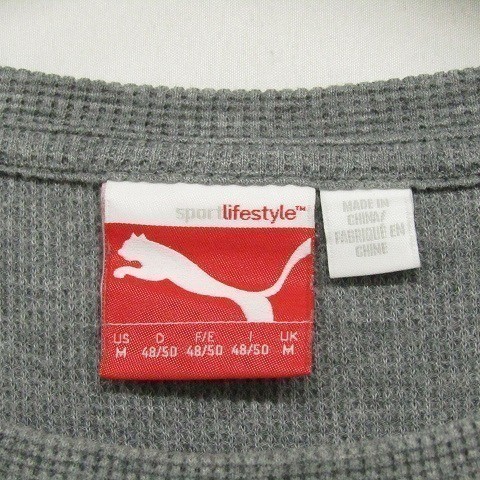 sportlifestyle™
US D F/E I UK
M 48/50 48/50 48/50 M
MADE IN
CHINA/
FABRIQUÉ EN
CHINE